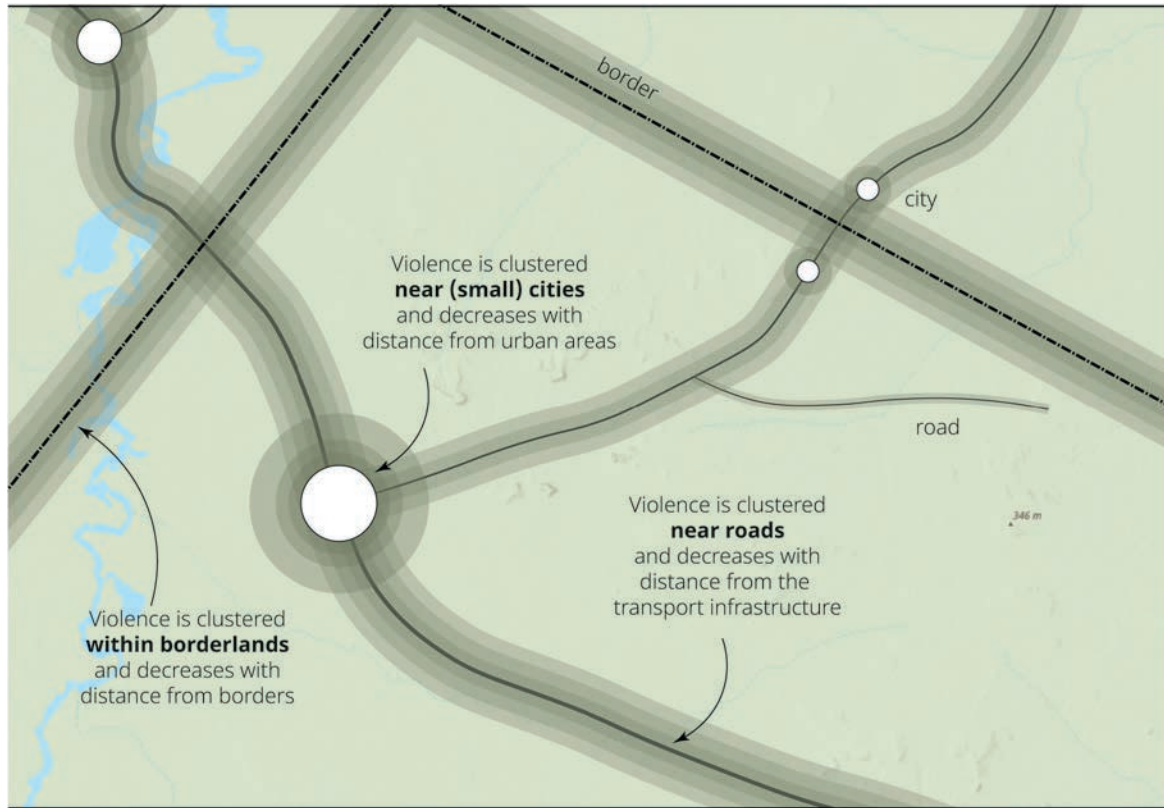 border
city
Violence is clustered
near (small) cities
and decreases with
distance from urban areas
road
Violence is clustered
near roads
and decreases with
distance from the
transport infrastructure
346 m
Violence is clustered
within borderlands
and decreases with
distance from borders